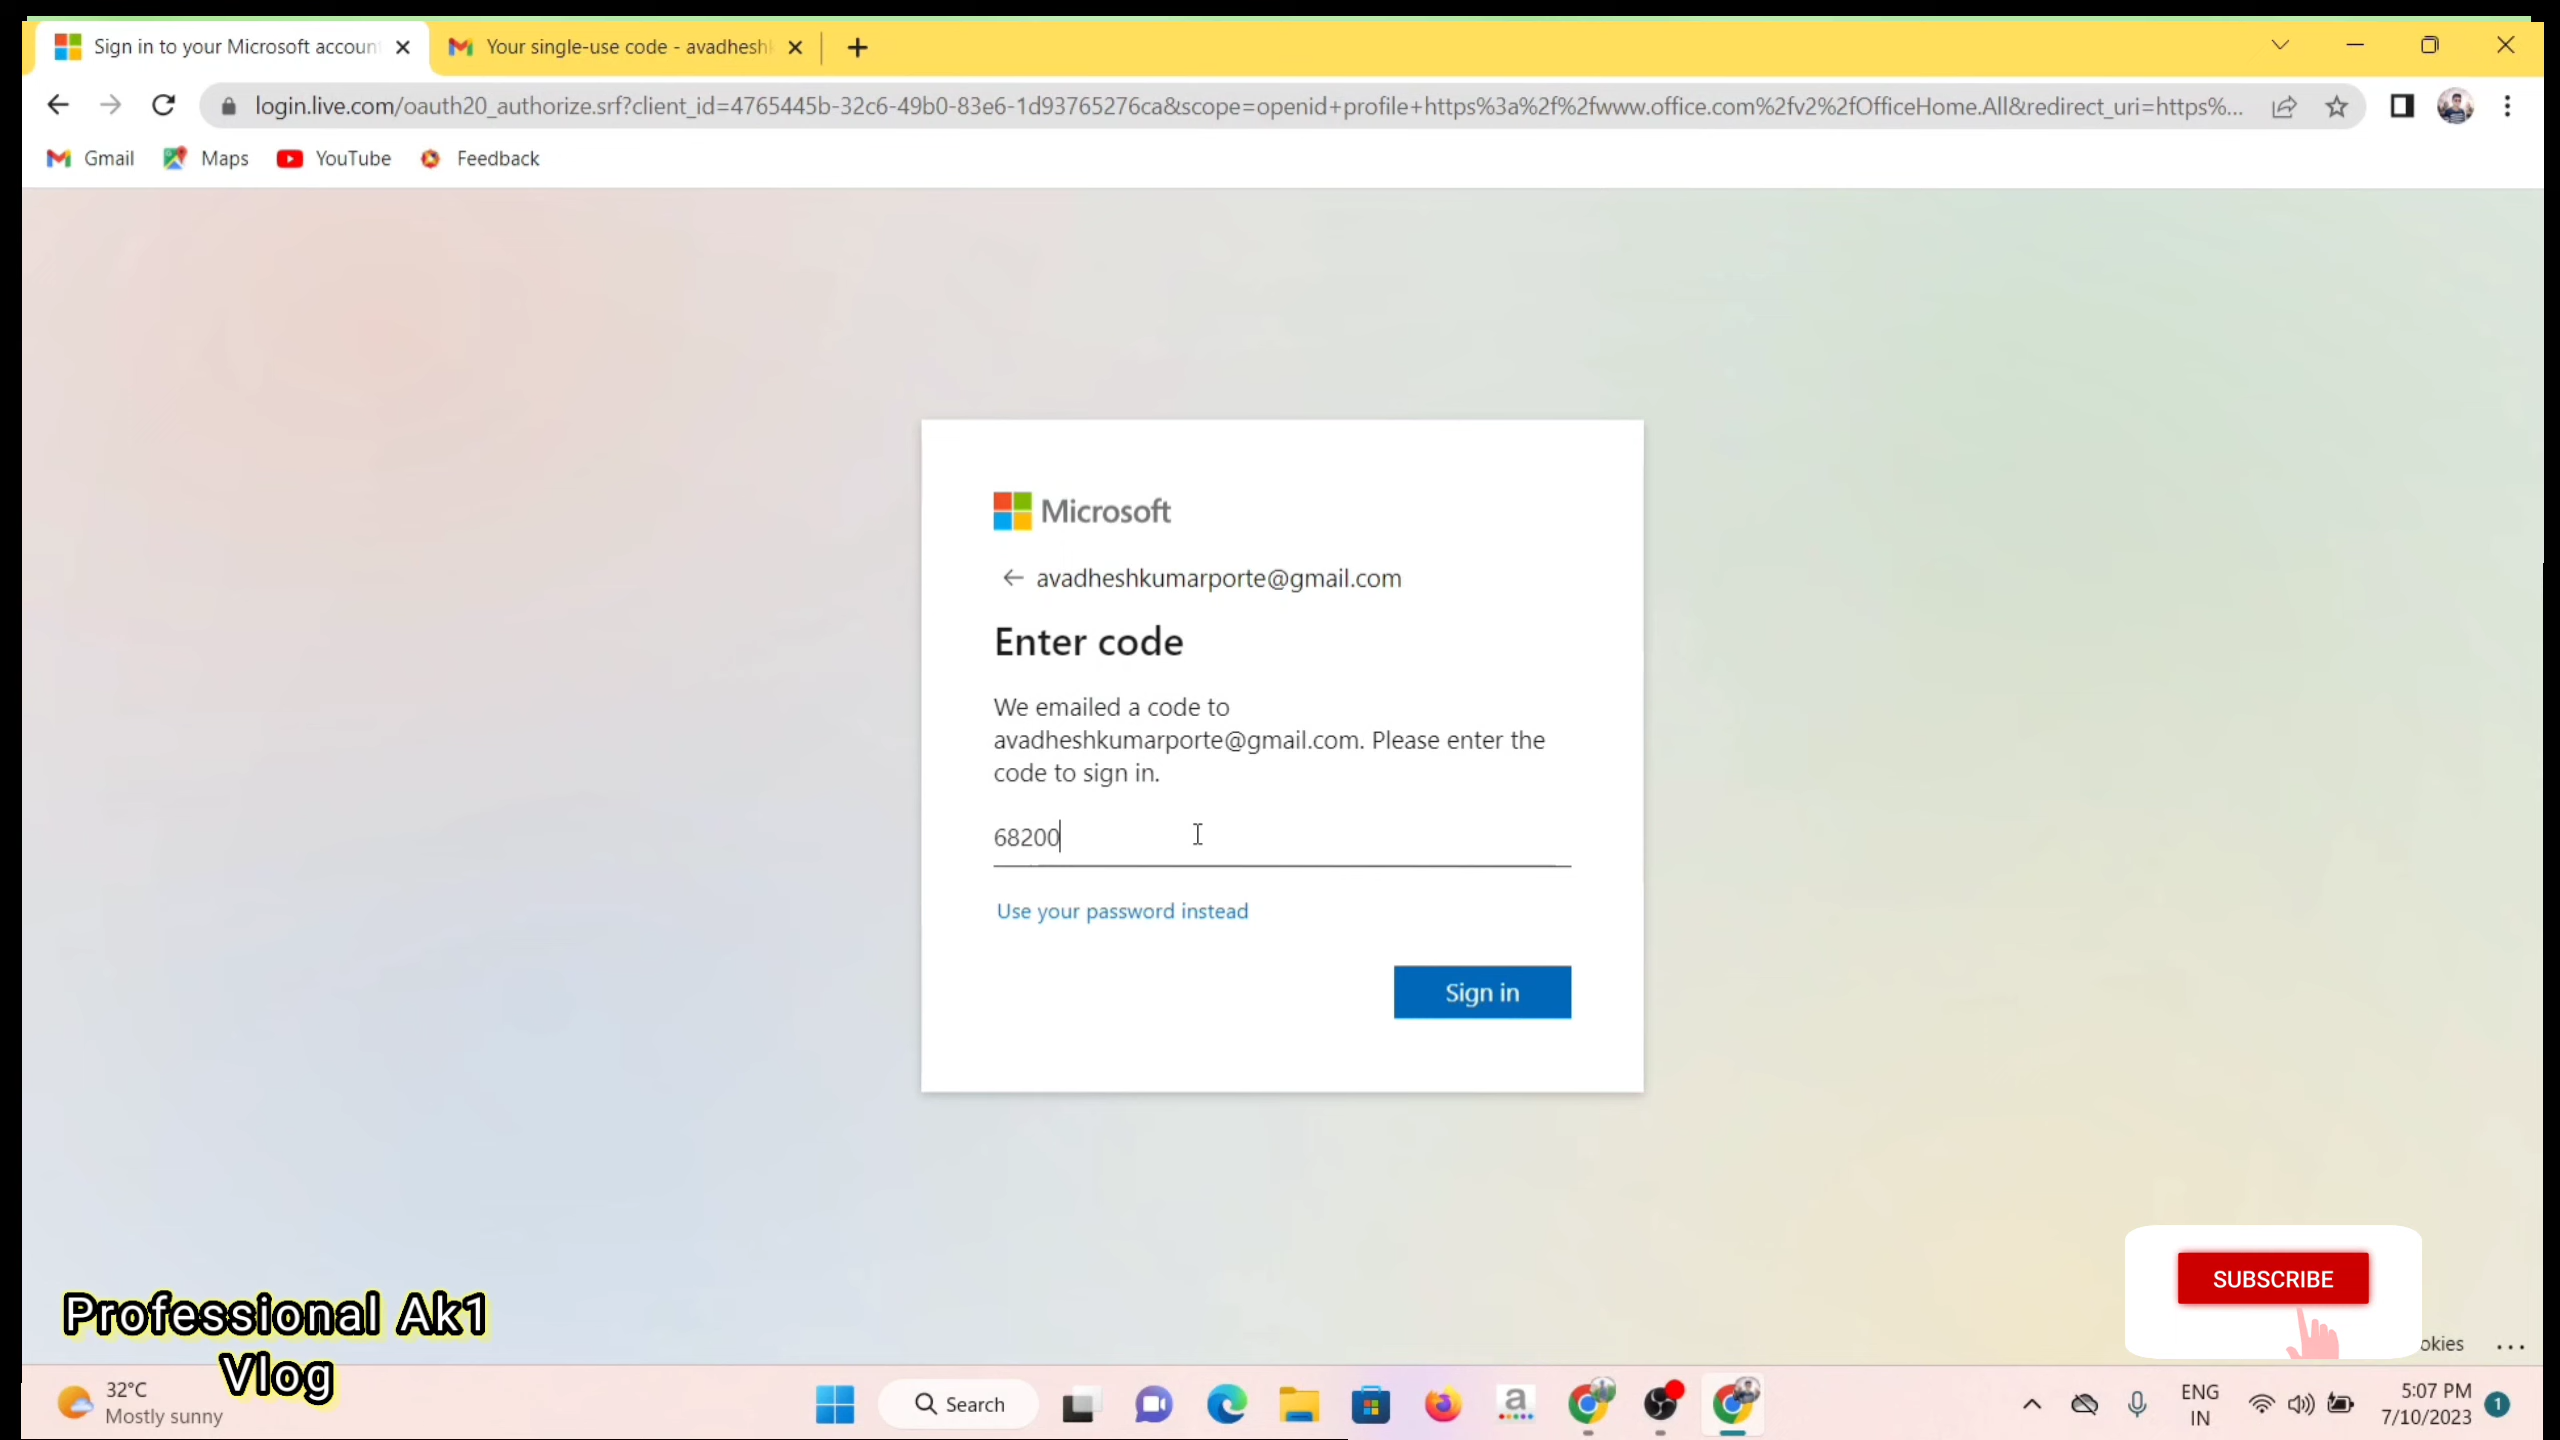 Sign in to your Microsoft accoun
Your single-use code - avadeshh
login.live.com/oauth20_authorize.srf?client_id=4765445b-32c6-49b0-83e6-1d93765276ca&scope=openid+profile+https%3a%2f%2fwww.office.com%2fv2%2fOfficeHome.All&redirect_uri=https%...
Gmail
Maps
YouTube
Feedback
Microsoft
avadheshkumarporte@gmail.com
Enter code
We emailed a code to
avadheshkumarporte@gmail.com. Please enter the
code to sign in.
68200
Use your password instead
Sign in
SUBSCRIBE
okies
Professional Ak1
Vlog
32°C
Mostly sunny
Search
ENG
IN
5:07 PM
7/10/2023
1